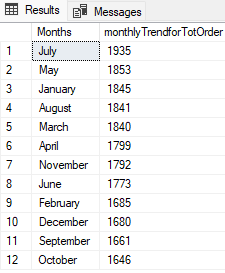 Results Messages
Months monthlyTrendforTotOrder
1 July 1935
2 May 1853
3 January 1845
4 August 1841
5 March 1840
6 April 1799
7 November 1792
8 June 1773
9 February 1685
10 December 1680
11 September 1661
12 October 1646